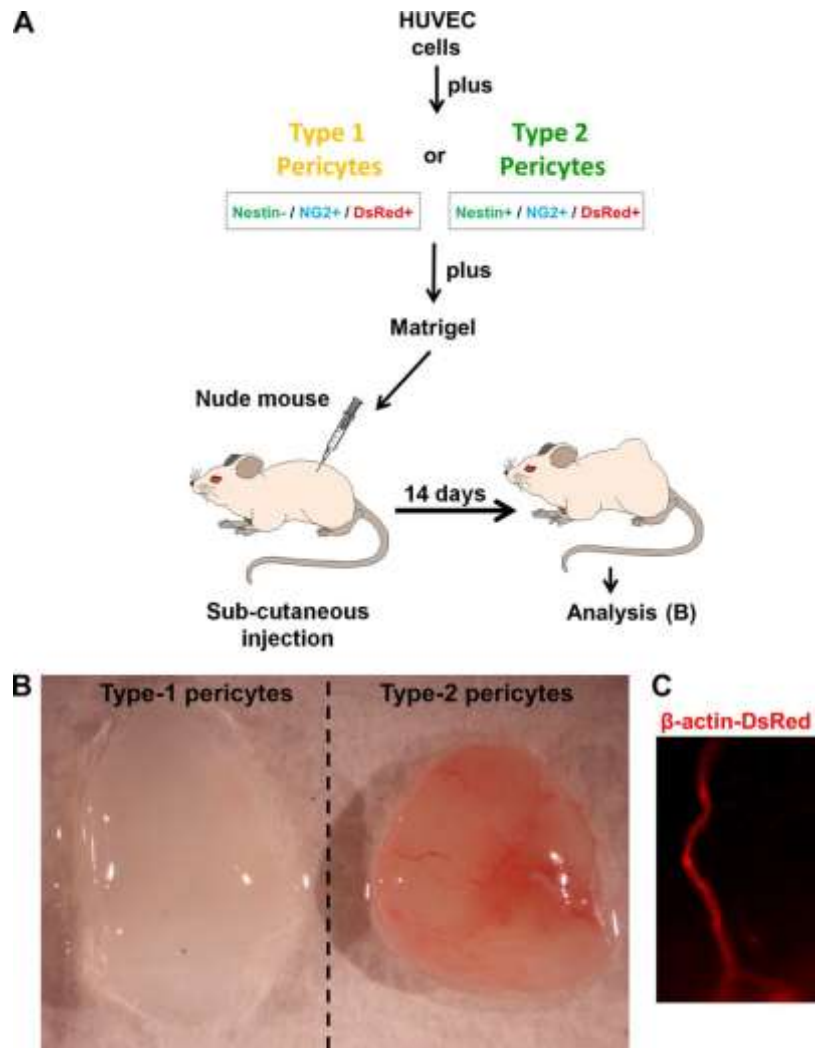 A
HUVEC
cells
plus
Type 1
Pericytes
or
Type 2
Pericytes
Nestin- / NG2+ / DsRed+
Nestin+ / NG2+ / DsRed+
plus
Matrigel
Nude mouse
14 days
Sub-cutaneous
injection
Analysis (B)
B
Type-1 pericytes
Type-2 pericytes
C
β-actin-DsRed